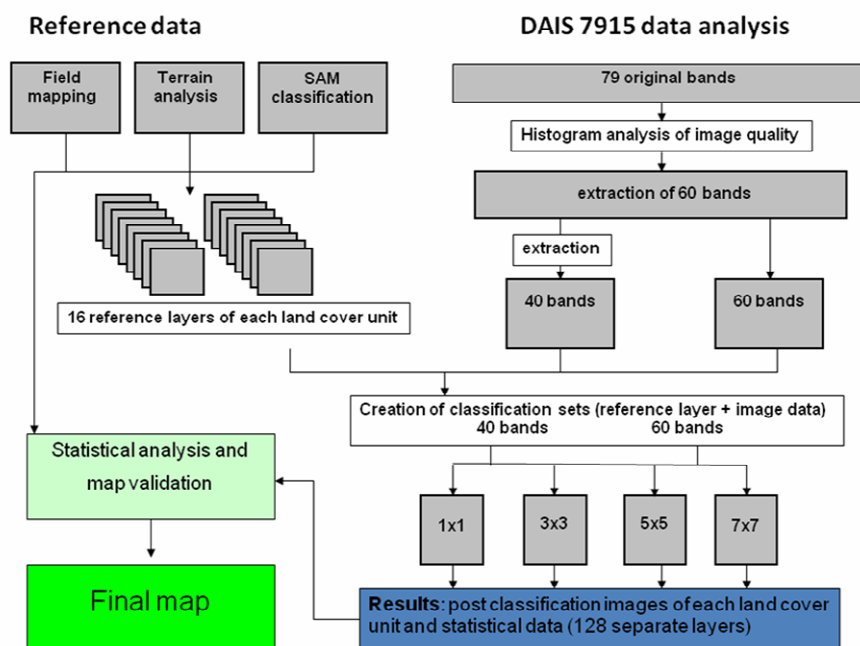 Reference data
DAIS 7915 data analysis
Field
mapping
Terrain
analysis
SAM
classification
79 original bands
Histogram analysis of image quality
extraction of 60 bands
extraction
40 bands
60 bands
16 reference layers of each land cover unit
Creation of classification sets (reference layer + image data)
40 bands 60 bands
Statistical analysis and
map validation
1x1
3x3
5x5
7x7
Final map
Results: post classification images of each land cover
unit and statistical data (128 separate layers)